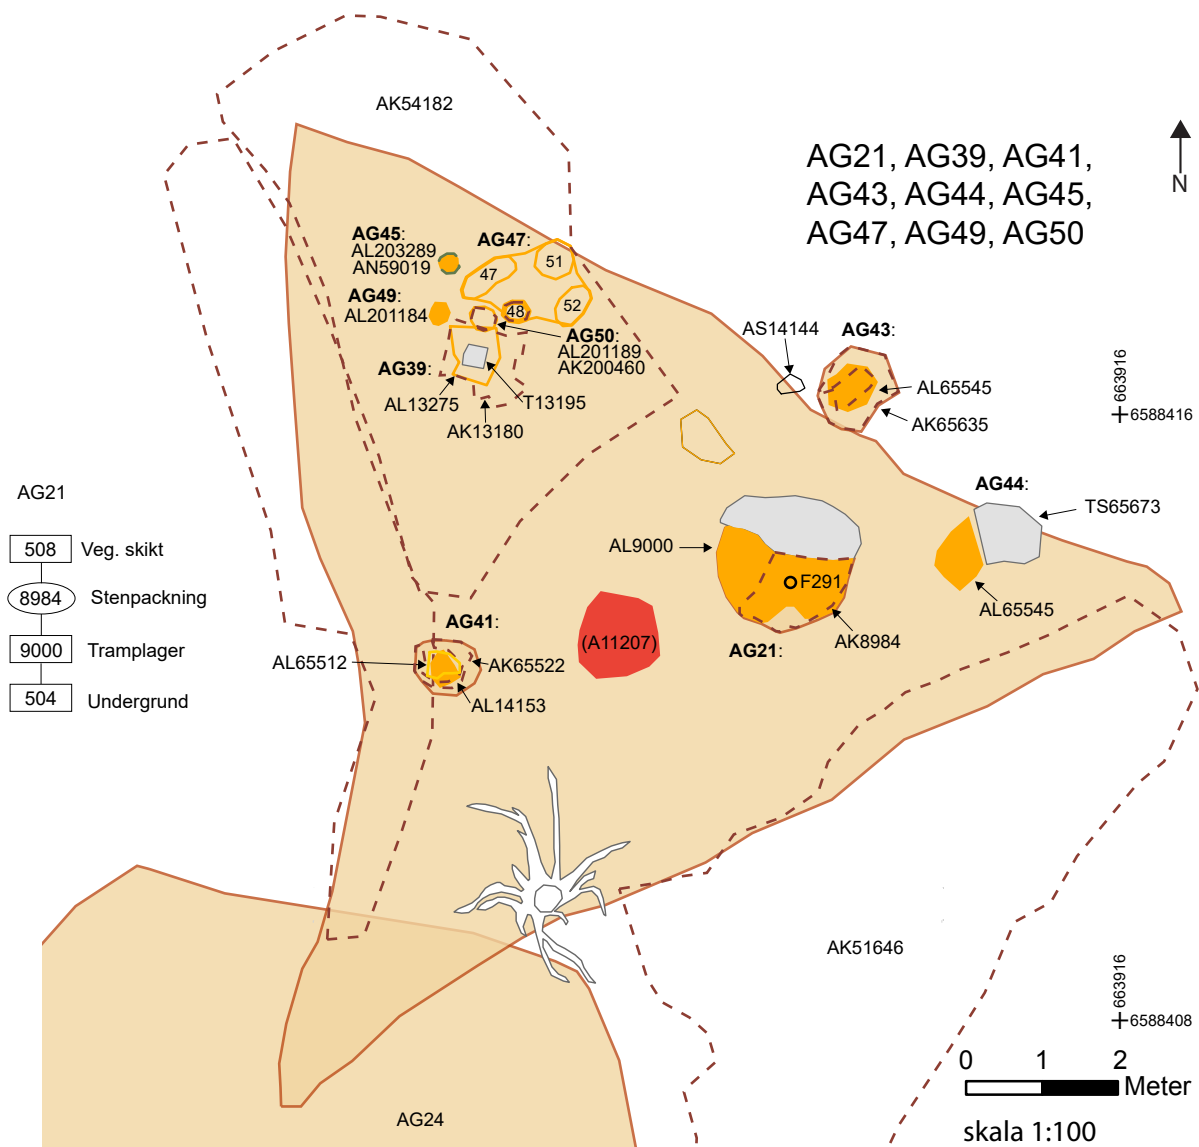 AK54182
AG21, AG39, AG41,
AG43, AG44, AG45,
AG47, AG49, AG50
N
AG45:
AL203289
AN59019
AG47:
47
51
48
52
AG49:
AL201184
AG50:
AL201189
AK200460
AG39:
AL13275
T13195
AK13180
AS14144
AG43:
AL65545
AK65635
663916
6588416
AG21
508 Veg. skikt
8984 Stenpackning
9000 Tramplager
504 Undergrund
AG44:
TS65673
AL9000
F291
AL65545
AK8984
AG21:
(A11207)
AG41:
AL65512
AK65522
AL14153
AK51646
663916
6588408
0 1 2
Meter
skala 1:100
AG24